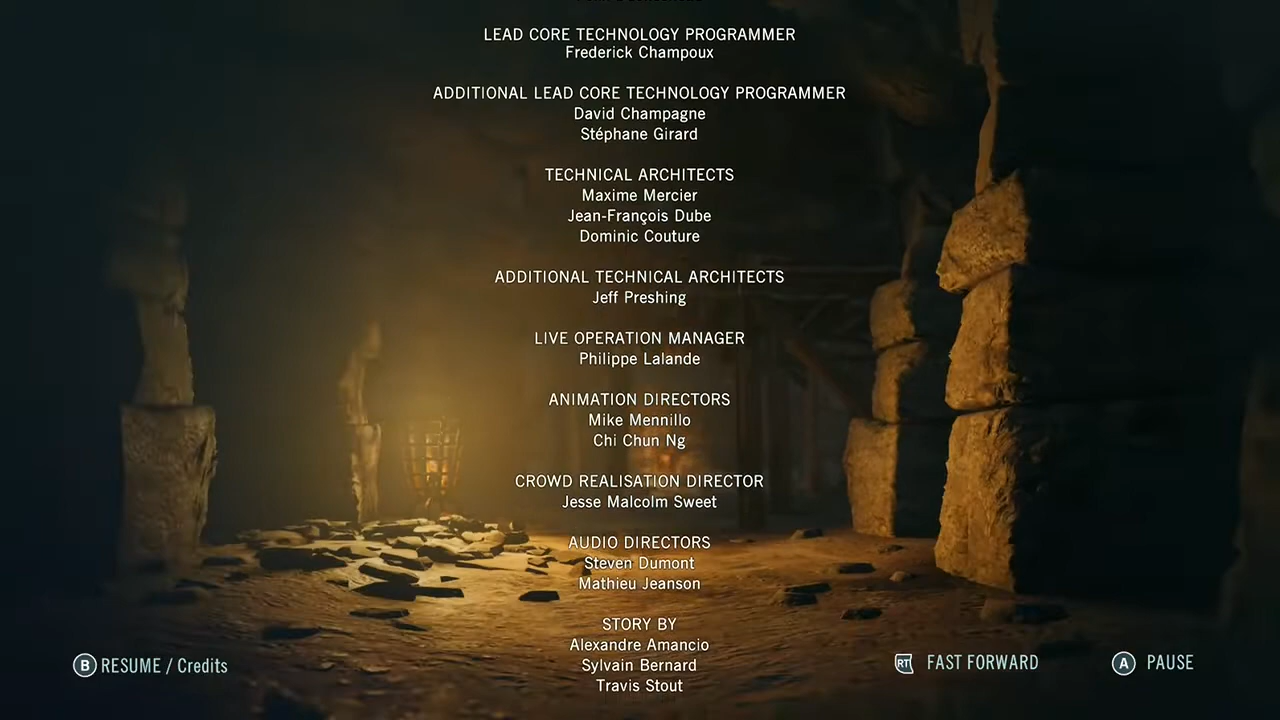 LEAD CORE TECHNOLOGY PROGRAMMER
Frederick Champoux
ADDITIONAL LEAD CORE TECHNOLOGY PROGRAMMER
David Champagne
Stéphane Girard
TECHNICAL ARCHITECTS
Maxime Mercier
Jean-François Dube
Dominic Couture
ADDITIONAL TECHNICAL ARCHITECTS
Jeff Preshing
LIVE OPERATION MANAGER
Philippe Lalande
ANIMATION DIRECTORS
Mike Mennillo
Chi Chun Ng
CROWD REALISATION DIRECTOR
Jesse Malcolm Sweet
AUDIO DIRECTORS
Steven Dumont
Mathieu Jeanson
STORY BY
Alexandre Amancio
Sylvain Bernard
Travis Stout
B RESUME / Credits
RT FAST FORWARD
A PAUSE